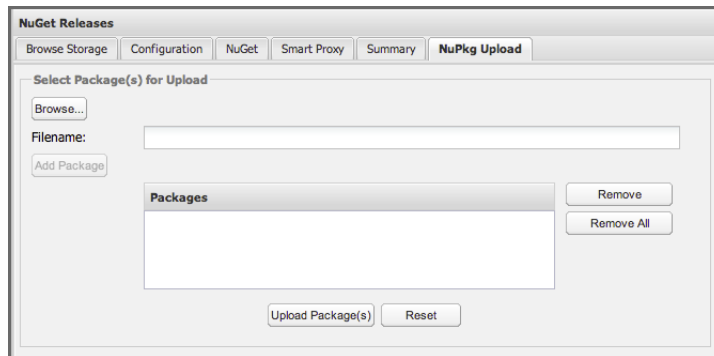 NuGet Releases
Browse Storage Configuration NuGet Smart Proxy Summary NuPkg Upload
Select Package(s) for Upload
Browse...
Filename:
Add Package
Packages
Remove
Remove All
Upload Package(s) Reset